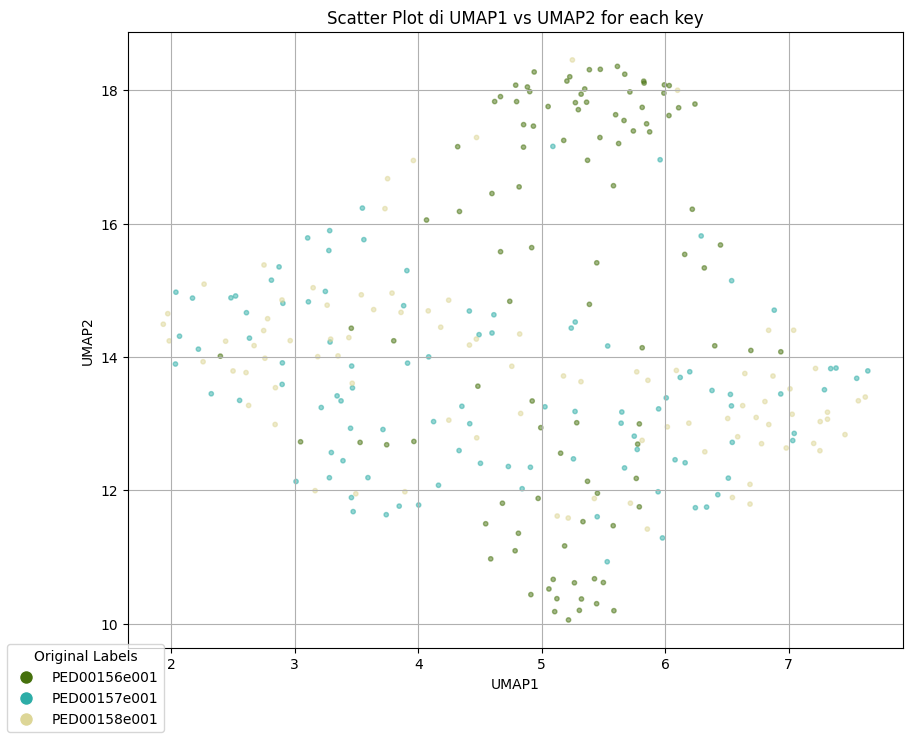 Scatter Plot di UMAP1 vs UMAP2 for each key
18
16
14
12
10
UMAP2
2 3 4 5 6 7
UMAP1
Original Labels
PED00156e001
PED00157e001
PED00158e001